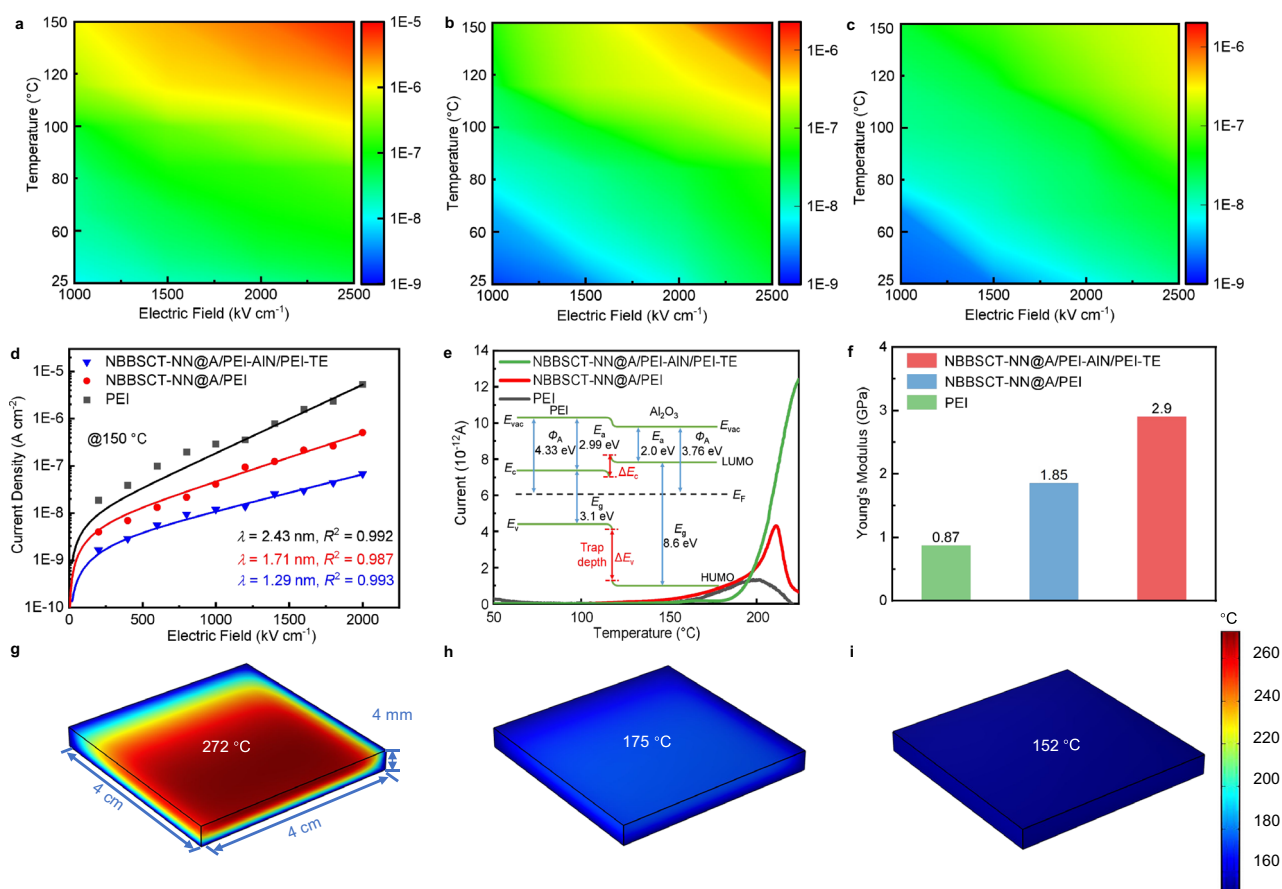 a
150
120
100
80
60
25
Temperature (°C)
1000
1500
2000
2500
Electric Field (kV cm⁻¹)
1E-5
1E-6
1E-7
1E-8
1E-9
b
150
120
100
80
60
25
Temperature (°C)
1000
1500
2000
2500
Electric Field (kV cm⁻¹)
1E-6
1E-7
1E-8
1E-9
c
150
120
100
80
60
25
Temperature (°C)
1000
1500
2000
2500
Electric Field (kV cm⁻¹)
1E-6
1E-7
1E-8
1E-9
d
NBBSCT-NN@A/PEI-AlN/PEI-TE
NBBSCT-NN@A/PEI
PEI
@150 °C
1E-5
1E-6
1E-7
1E-8
1E-9
1E-10
Current Density (A cm⁻²)
λ = 2.43 nm, R² = 0.992
λ = 1.71 nm, R² = 0.987
λ = 1.29 nm, R² = 0.993
0
500
1000
1500
2000
Electric Field (kV cm⁻¹)
e
NBBSCT-NN@A/PEI-AlN/PEI-TE
NBBSCT-NN@A/PEI
PEI
14
12
10
8
6
4
2
0
Current (10⁻¹²A)
PEI
Al₂O₃
Evac
Evac
ΦA
4.33 eV
Ea
2.99 eV
Ea
2.0 eV
ΦA
3.76 eV
Ec
ΔEc
LUMO
EF
Eg
3.1 eV
Ev
Trap
depth
ΔEv
Eg
8.6 eV
HUMO
50
100
150
200
Temperature (°C)
f
NBBSCT-NN@A/PEI-AlN/PEI-TE
NBBSCT-NN@A/PEI
PEI
4
3
2
1
0
Young's Modulus (GPa)
0.87
1.85
2.9
g
272 °C
4 mm
4 cm
4 cm
h
175 °C
i
152 °C
°C
260
240
220
200
180
160